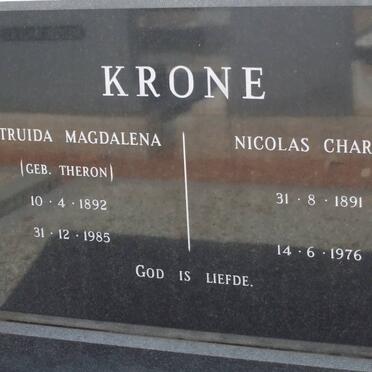 KRONE
TRUIDA MAGDALENA
(GEB. THERON)
10 · 4 · 1892
31 · 12 · 1985
NICOLAS CHAR
31 · 8 · 1891
14 · 6 · 1976
GOD IS LIEFDE.